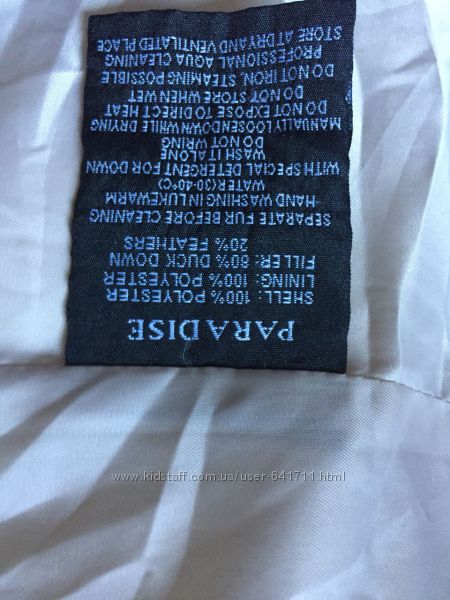 PARADISE
SHELL: 100% POLYESTER
LINING: 100% POLYESTER
FILLER: 80% DUCK DOWN
20% FEATHERS
SEPARATE FUR BEFORE CLEANING
-HAND WASHING IN LUKEWARM
WATER(30-40°C)
WITH SPECIAL DETERGENT FOR DOWN
WASH IT ALONE
DO NOT WRING
MANUALLY LOOSEN DOWN WHILE DRYING
DO NOT EXPOSE TO DIRECT HEAT
DO NOT STORE WHEN WET
DO NOT IRON, STEAMING POSSIBLE
PROFESSIONAL AQUA CLEANING
STORE AT DRY AND VENTILATED PLACE
www.kidstaff.com.ua/user-641711.html